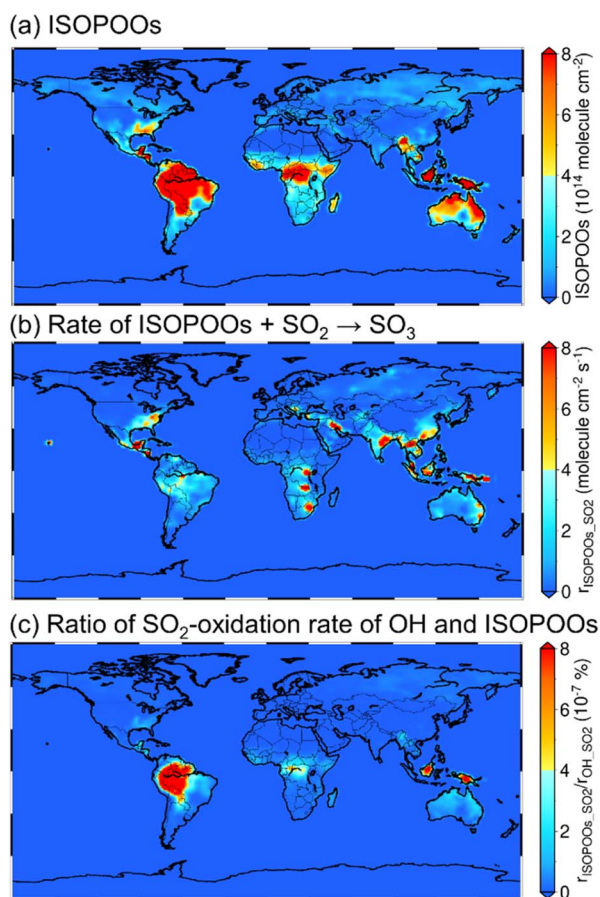 (a) ISOPOOs
8
6
4
2
0
ISOPOOs (10¹⁴ molecule cm⁻²)
(b) Rate of ISOPOOs + SO₂ → SO₃
8
6
4
2
0
rISOPOOs_SO2 (molecule cm⁻² s⁻¹)
(c) Ratio of SO₂-oxidation rate of OH and ISOPOOs
8
6
4
2
0
rISOPOOs_SO2/rOH_SO2 (10⁻⁷ %)